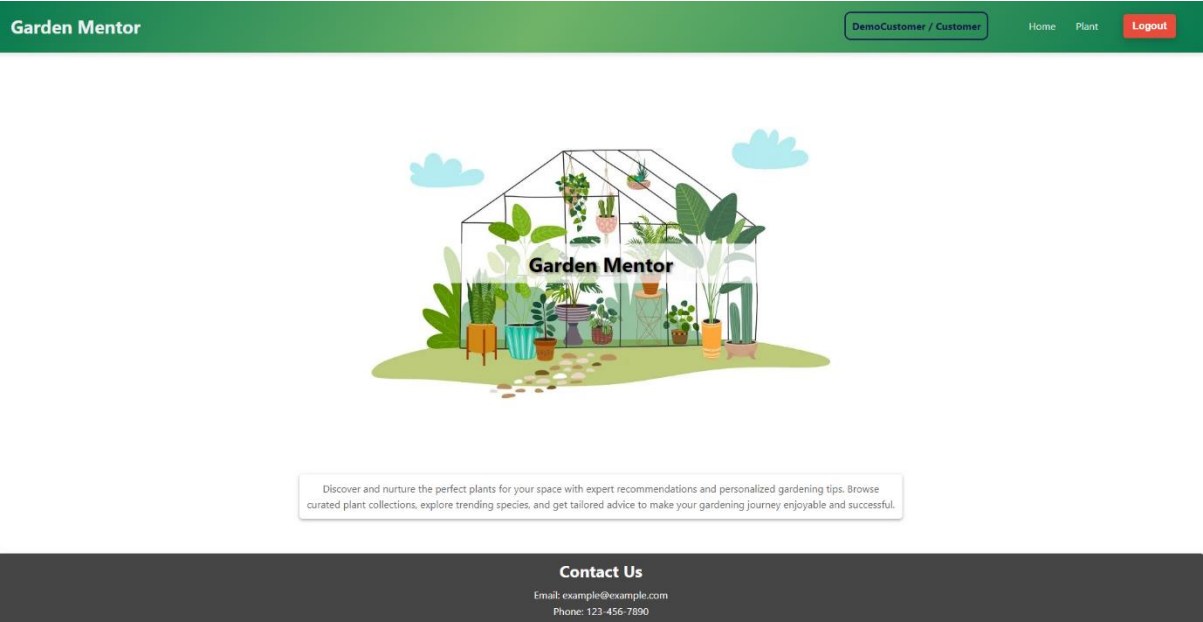 Garden Mentor
DemoCustomer / Customer
Home
Plant
Logout
Garden Mentor
Discover and nurture the perfect plants for your space with expert recommendations and personalized gardening tips. Browse
curated plant collections, explore trending species, and get tailored advice to make your gardening journey enjoyable and successful.
Contact Us
Email: example@example.com
Phone: 123-456-7890